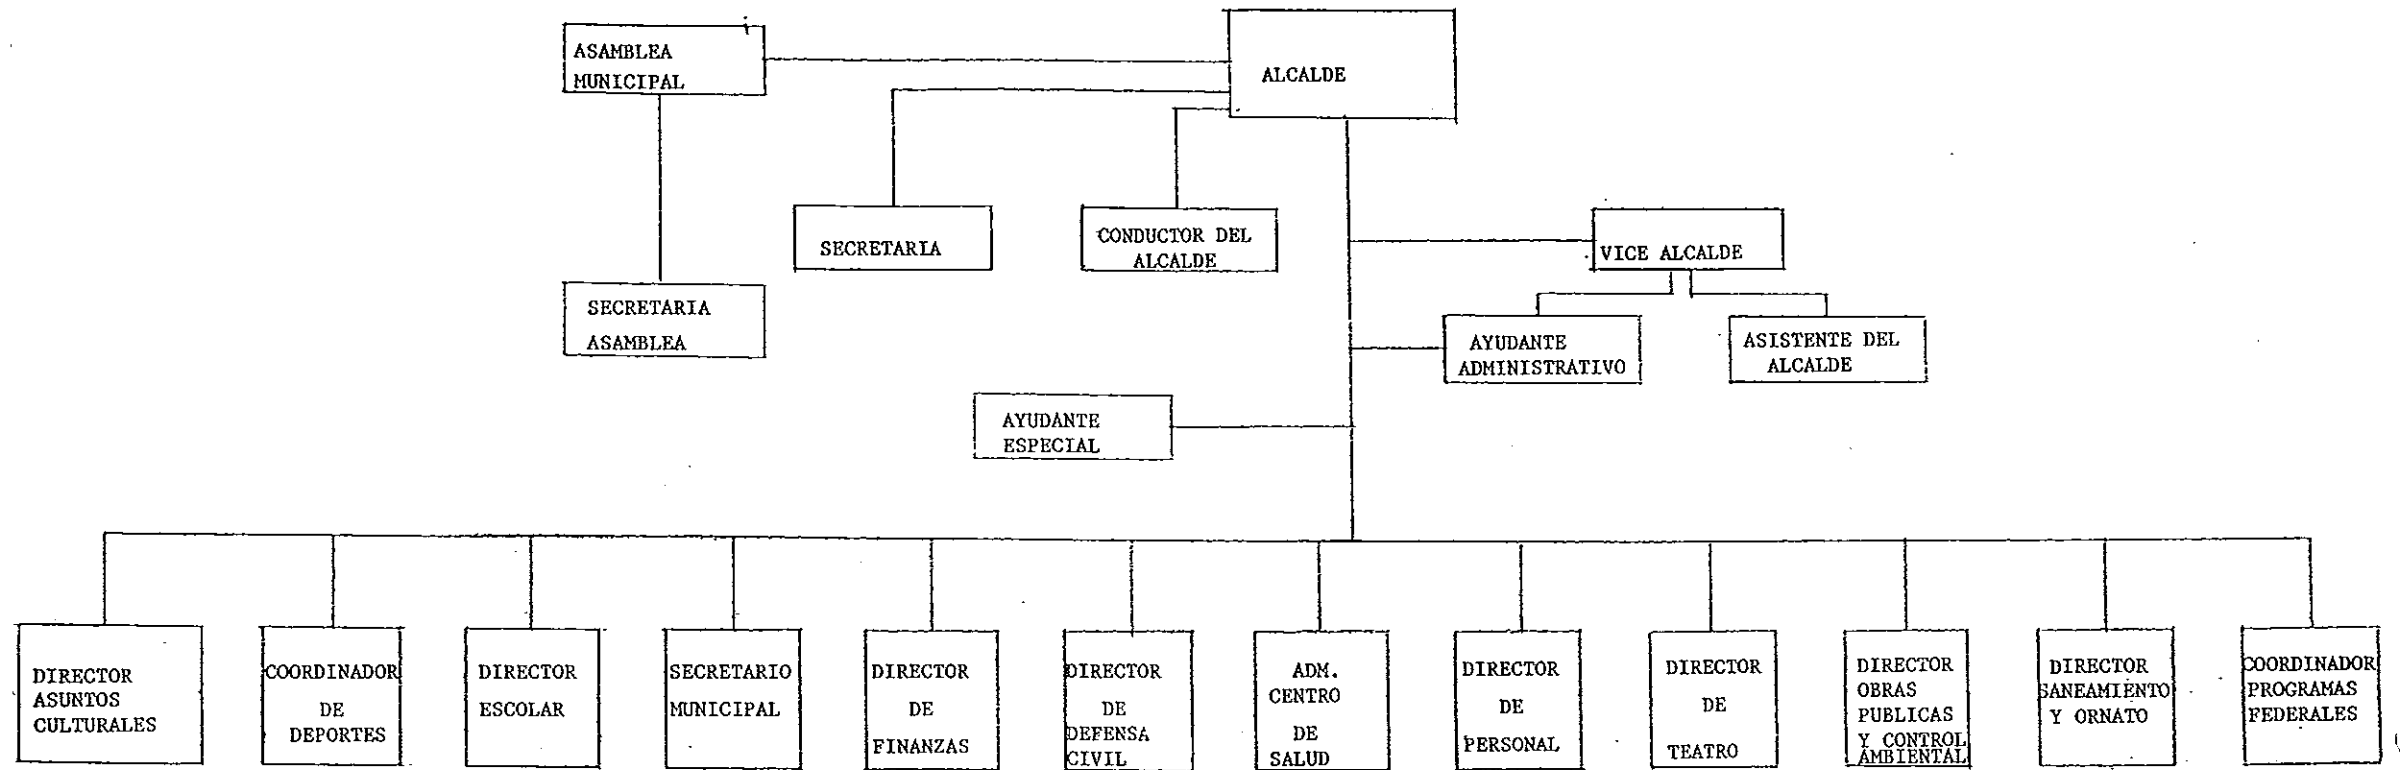 ASAMBLEA
MUNICIPAL
ALCALDE
SECRETARIA
CONDUCTOR DEL
ALCALDE
VICE ALCALDE
SECRETARIA
ASAMBLEA
AYUDANTE
ADMINISTRATIVO
ASISTENTE DEL
ALCALDE
AYUDANTE
ESPECIAL
DIRECTOR
ASUNTOS
CULTURALES
COORDINADOR
DE
DEPORTES
DIRECTOR
ESCOLAR
SECRETARIO
MUNICIPAL
DIRECTOR
DE
FINANZAS
DIRECTOR
DE
DEFENSA
CIVIL
ADM.
CENTRO
DE
SALUD
DIRECTOR
DE
PERSONAL
DIRECTOR
DE
TEATRO
DIRECTOR
OBRAS
PUBLICAS
Y CONTROL
AMBIENTAL
DIRECTOR
SANEAMIENTO
Y ORNATO
COORDINADOR
PROGRAMAS
FEDERALES